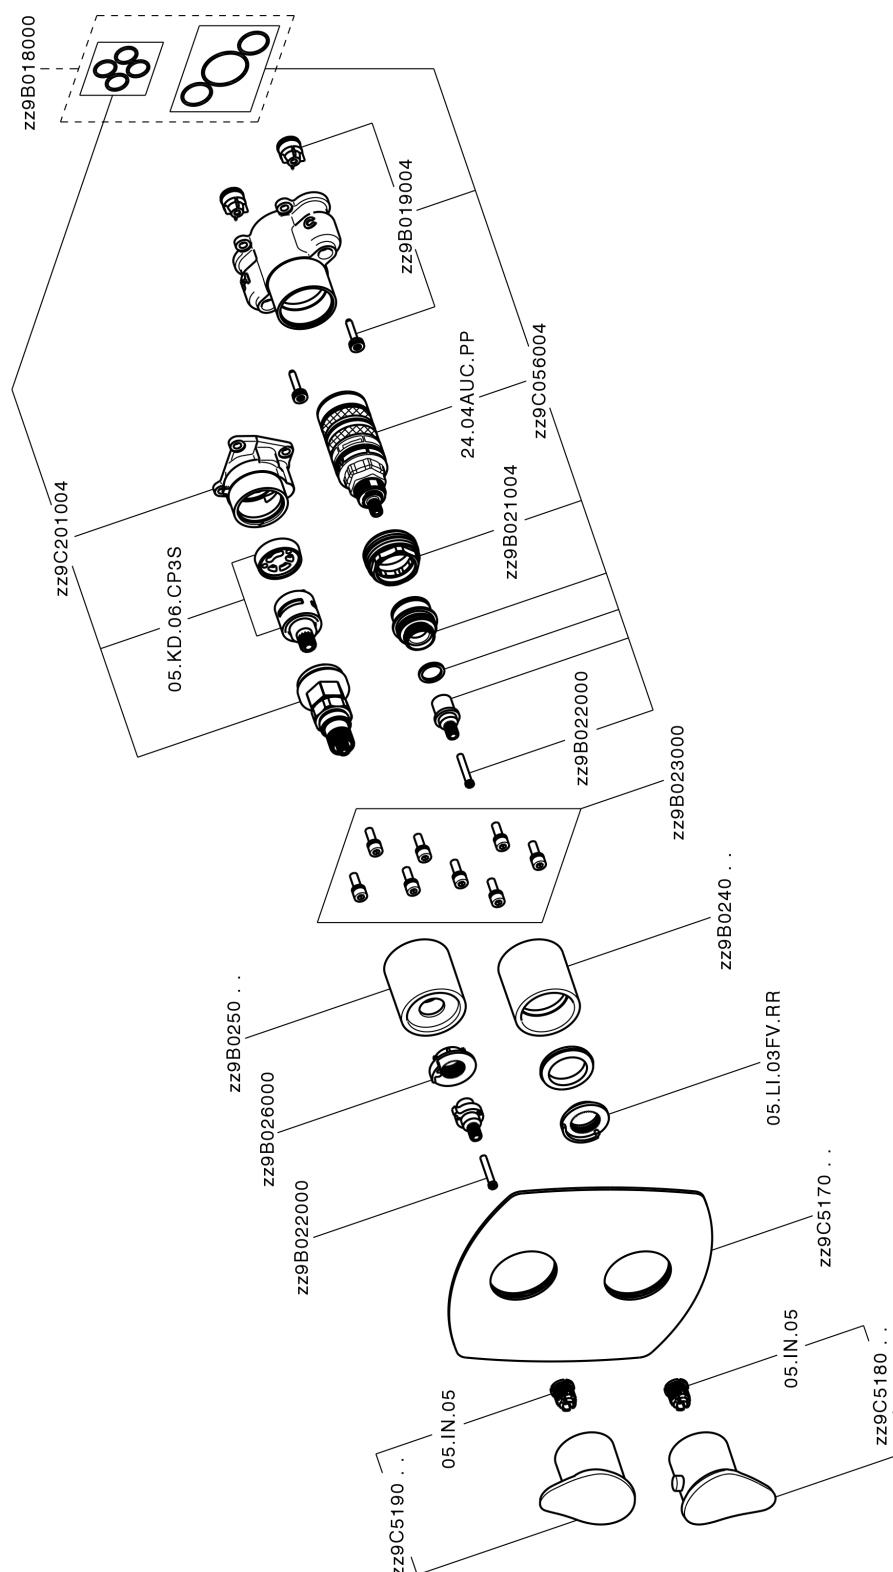 zz9B018000
zz9B019004
24.04AUC.PP
zz9C056004
zz9C201004
05.KD.06.CP3S
zz9B021004
zz9B022000
zz9B023000
zz9B0240 . .
zz9B0250 . .
05.LI.03FV.RR
zz9B026000
zz9B022000
zz9C5170 . .
05.IN.05
zz9C5180 . .
05.IN.05
zz9C5190 . .